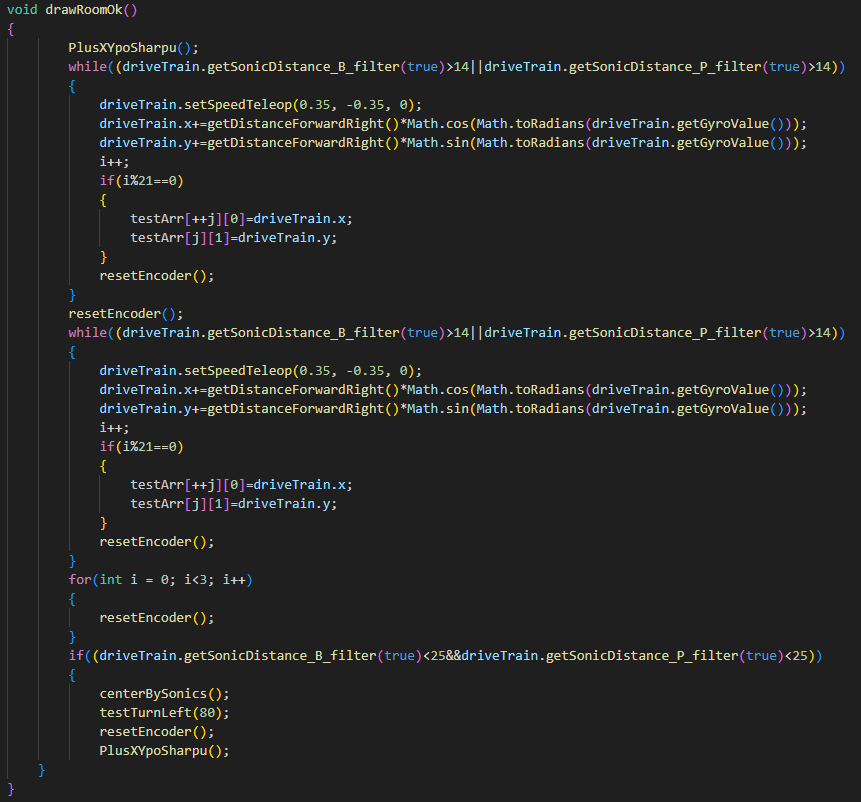 void drawRoomOk()
{
PlusXYpoSharpu();
while((driveTrain.getSonicDistance_B_filter(true)>14||driveTrain.getSonicDistance_P_filter(true)>14))
{
driveTrain.setSpeedTeleop(0.35, -0.35, 0);
driveTrain.x+=getDistanceForwardRight()*Math.cos(Math.toRadians(driveTrain.getGyroValue()));
driveTrain.y+=getDistanceForwardRight()*Math.sin(Math.toRadians(driveTrain.getGyroValue()));
i++;
if(i%21==0)
{
testArr[++j][0]=driveTrain.x;
testArr[j][1]=driveTrain.y;
}
resetEncoder();
}
resetEncoder();
while((driveTrain.getSonicDistance_B_filter(true)>14||driveTrain.getSonicDistance_P_filter(true)>14))
{
driveTrain.setSpeedTeleop(0.35, -0.35, 0);
driveTrain.x+=getDistanceForwardRight()*Math.cos(Math.toRadians(driveTrain.getGyroValue()));
driveTrain.y+=getDistanceForwardRight()*Math.sin(Math.toRadians(driveTrain.getGyroValue()));
i++;
if(i%21==0)
{
testArr[++j][0]=driveTrain.x;
testArr[j][1]=driveTrain.y;
}
resetEncoder();
}
for(int i = 0; i<3; i++)
{
resetEncoder();
}
if((driveTrain.getSonicDistance_B_filter(true)<25&&driveTrain.getSonicDistance_P_filter(true)<25))
{
centerBySonics();
testTurnLeft(80);
resetEncoder();
PlusXYpoSharpu();
}
}